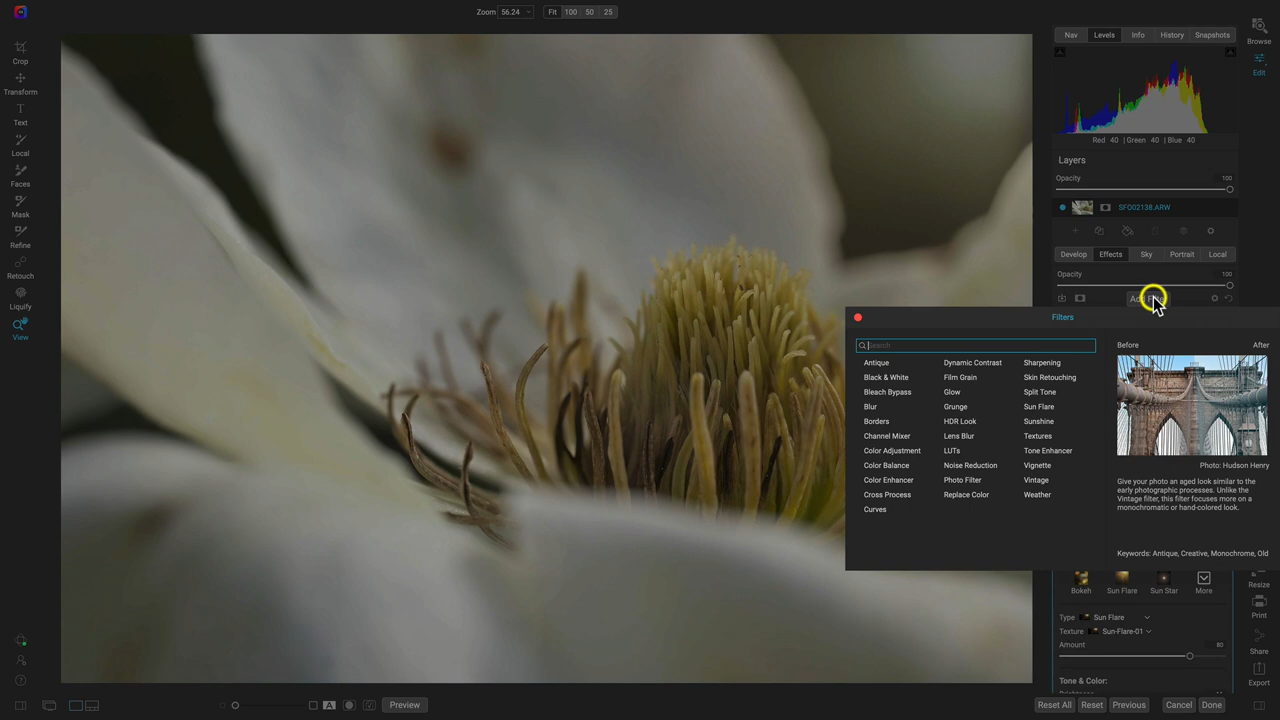 Zoom 56.24 Fit 100 50 25
Nav Levels Info History Snapshots
Browse
Edit
Crop
Transform
Text
Local
Faces
Mask
Refine
Retouch
Liquify
View
Red 40 | Green 40 | Blue 40
Layers
Opacity 100
SFO02138.ARW
Develop Effects Sky Portrait Local
Opacity 100
Filters
Search
Antique Dynamic Contrast Sharpening
Black & White Film Grain Skin Retouching
Bleach Bypass Glow Split Tone
Blur Grunge Sun Flare
Borders HDR Look Sunshine
Channel Mixer Lens Blur Textures
Color Adjustment LUTs Tone Enhancer
Color Balance Noise Reduction Vignette
Color Enhancer Photo Filter Vintage
Cross Process Replace Color Weather
Curves
Before After
Photo: Hudson Henry
Give your photo an aged look similar to the
early photographic processes. Unlike the
Vintage filter, this filter focuses more on a
monochromatic or hand-colored look.
Keywords: Antique, Creative, Monochrome, Old
Bokeh Sun Flare Sun Star More
Type Sun Flare
Texture Sun-Flare-01
Amount 80
Tone & Color:
Resize
Print
Share
Export
A Preview
Reset All Reset Previous Cancel Done